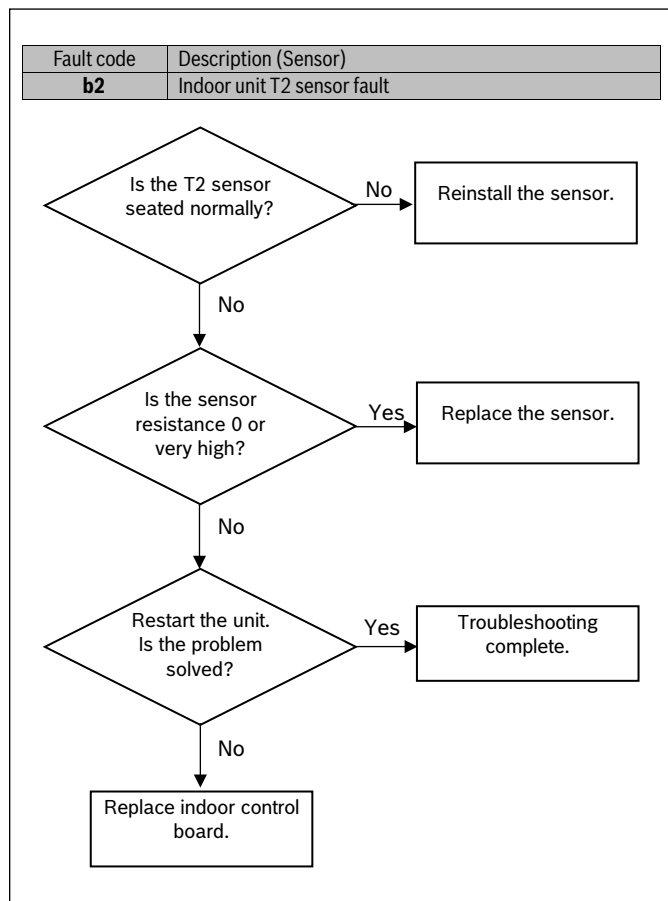 Fault code Description (Sensor)
b2 Indoor unit T2 sensor fault
Is the T2 sensor
seated normally?
No
Reinstall the sensor.
No
Is the sensor
resistance 0 or
very high?
Yes
Replace the sensor.
No
Restart the unit.
Is the problem
solved?
Yes
Troubleshooting
complete.
No
Replace indoor control
board.